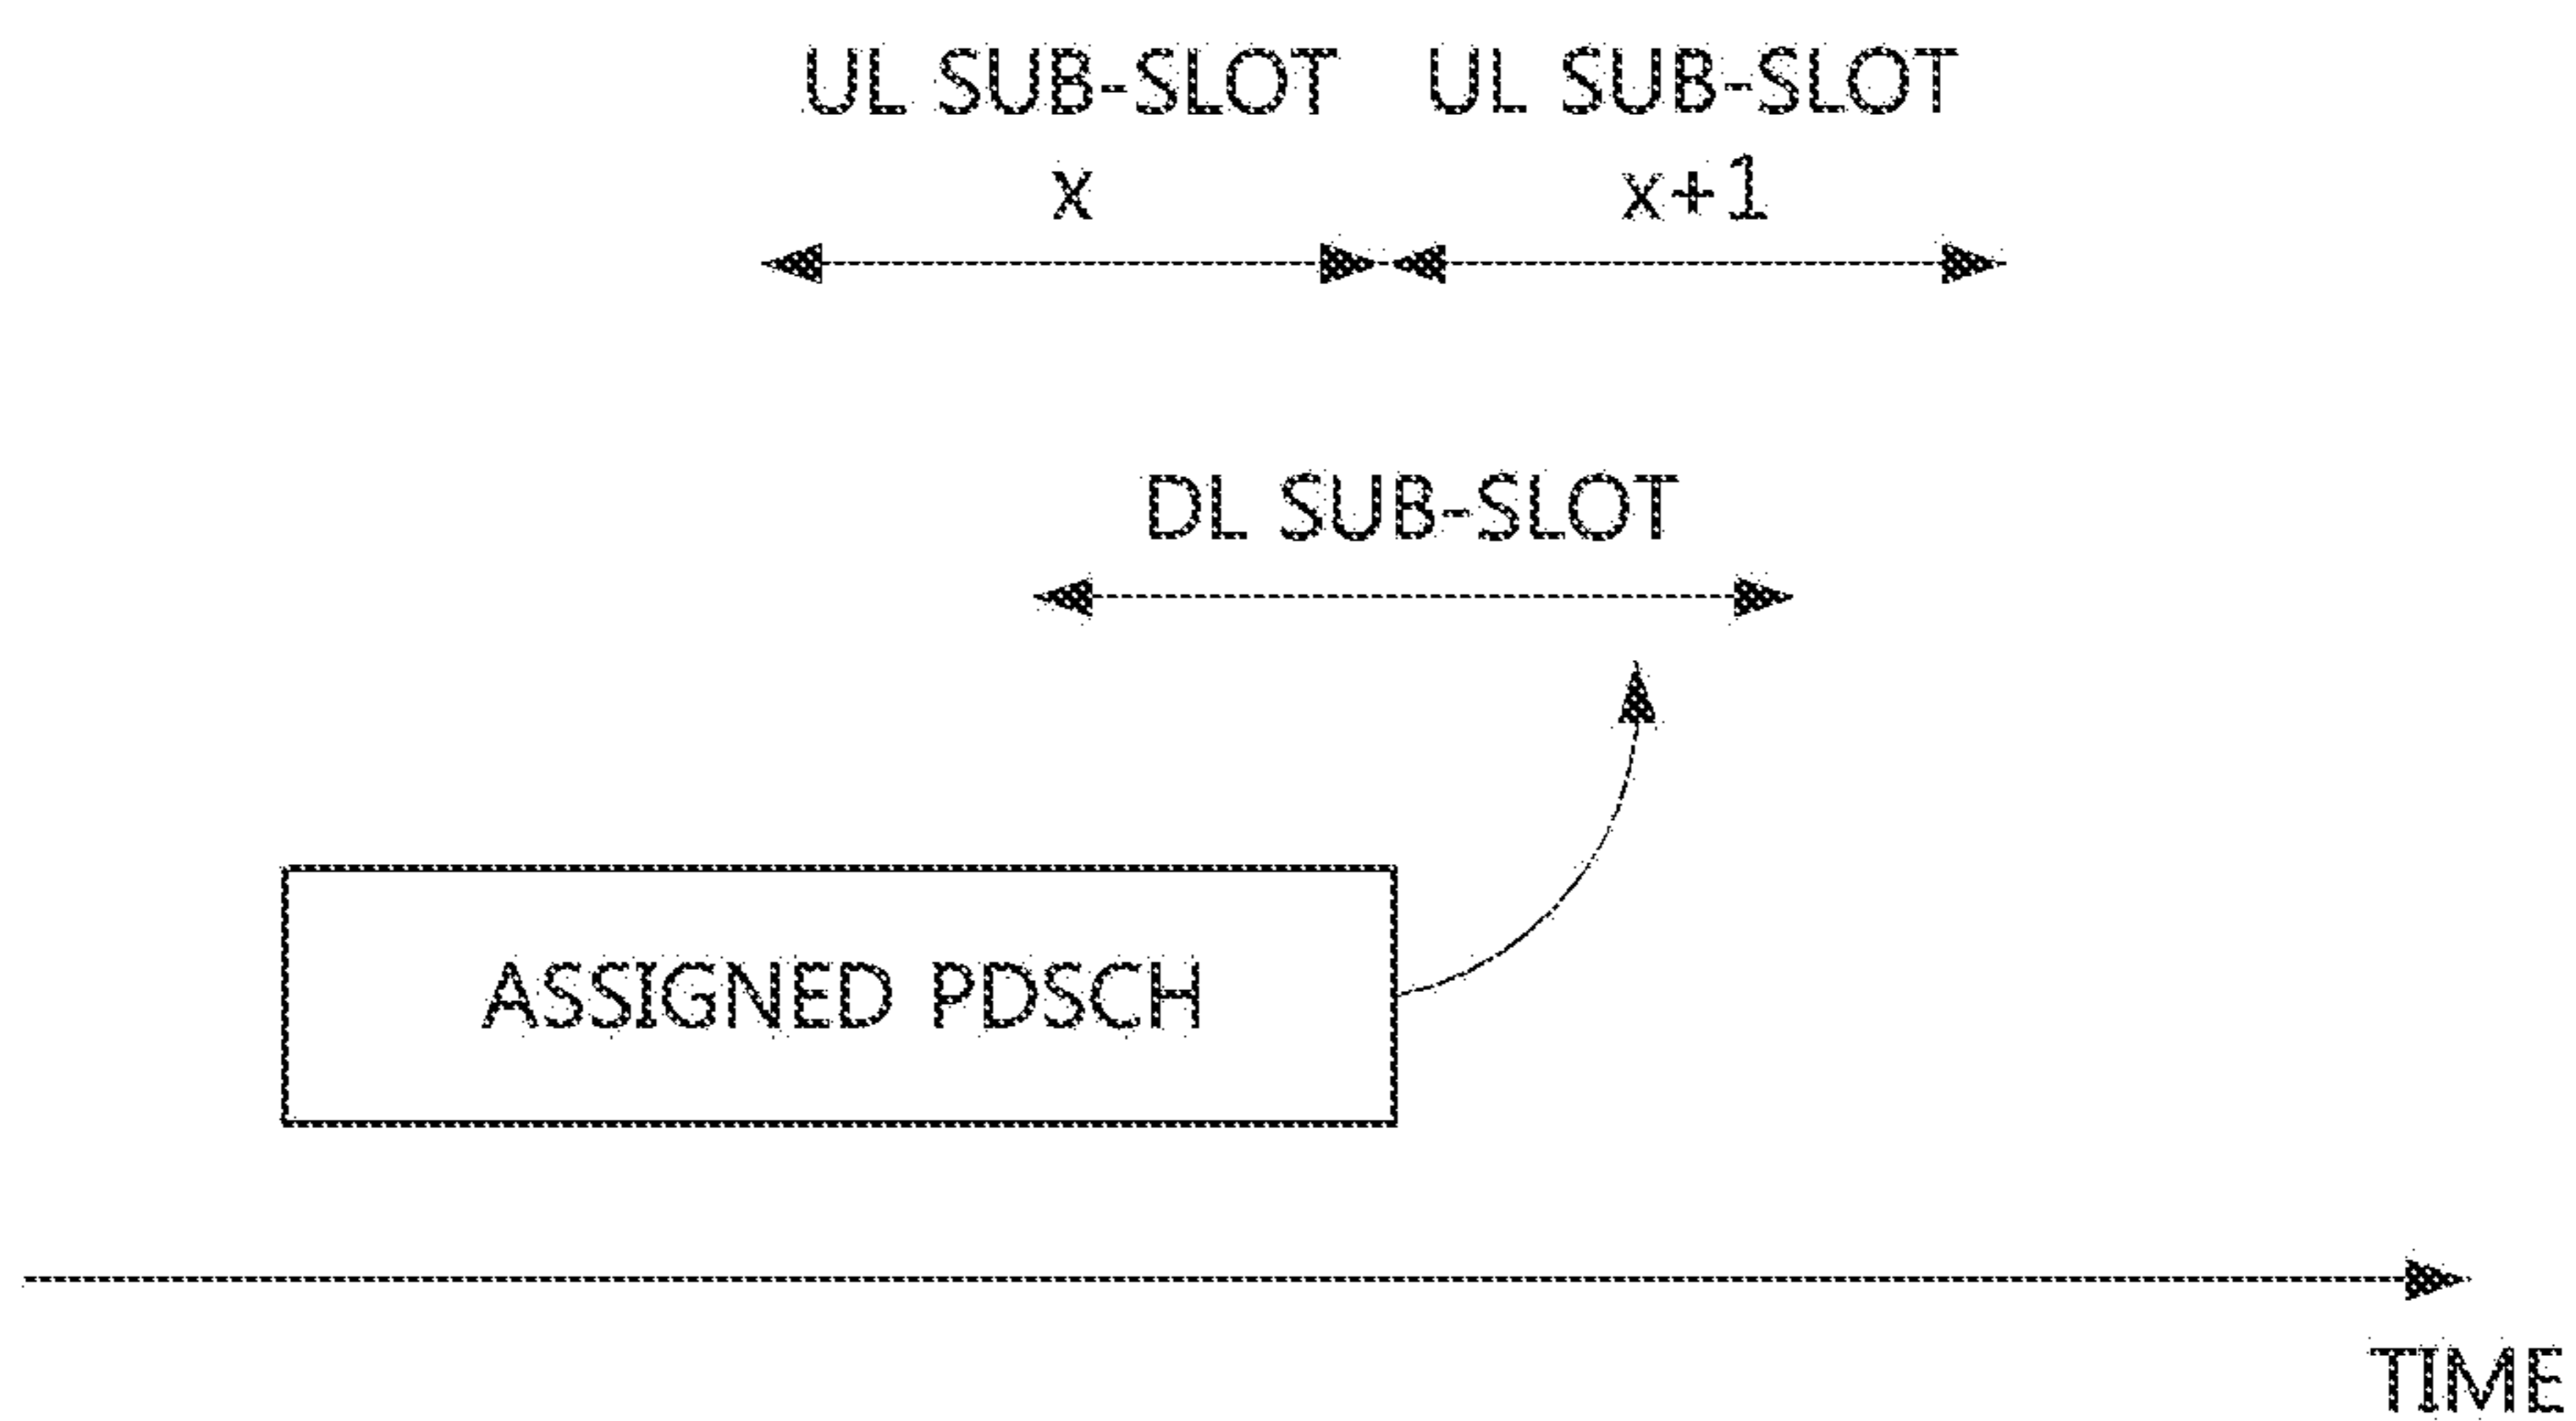 UL SUB-SLOT UL SUB-SLOT
x x+1
DL SUB-SLOT
ASSIGNED PDSCH
TIME